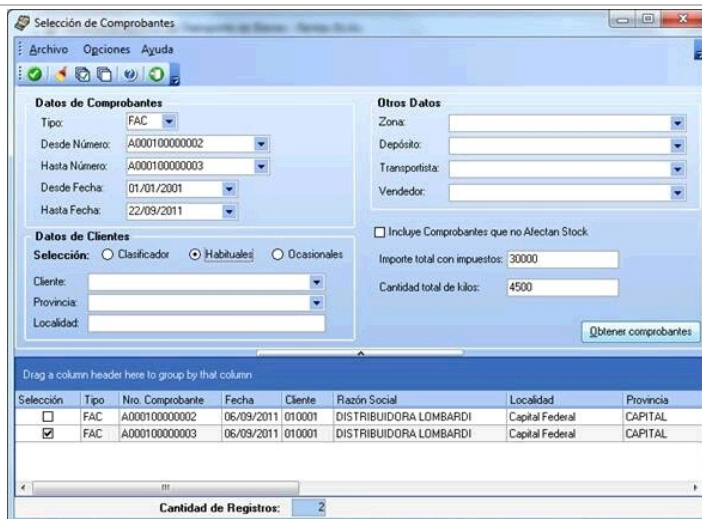 Selección de Comprobantes
Archivo Opciones Ayuda
Datos de Comprobantes
Tipo: FAC
Desde Número: A000100000002
Hasta Número: A000100000003
Desde Fecha: 01/01/2001
Hasta Fecha: 22/09/2011
Otros Datos
Zona:
Depósito:
Transportista:
Vendedor:
Datos de Clientes
Selección: Clasificador Habituales Ocasionales
Cliente:
Provincia:
Localidad:
Incluye Comprobantes que no Afectan Stock
Importe total con impuestos: 30000
Cantidad total de kilos: 4500
Obtener comprobantes
Drag a column header here to group by that column
Selección Tipo Nro. Comprobante Fecha Cliente Razón Social Localidad Provincia
FAC A000100000002 06/09/2011 010001 DISTRIBUIDORA LOMBARDI Capital Federal CAPITAL
FAC A000100000003 06/09/2011 010001 DISTRIBUIDORA LOMBARDI Capital Federal CAPITAL
Cantidad de Registros: 2